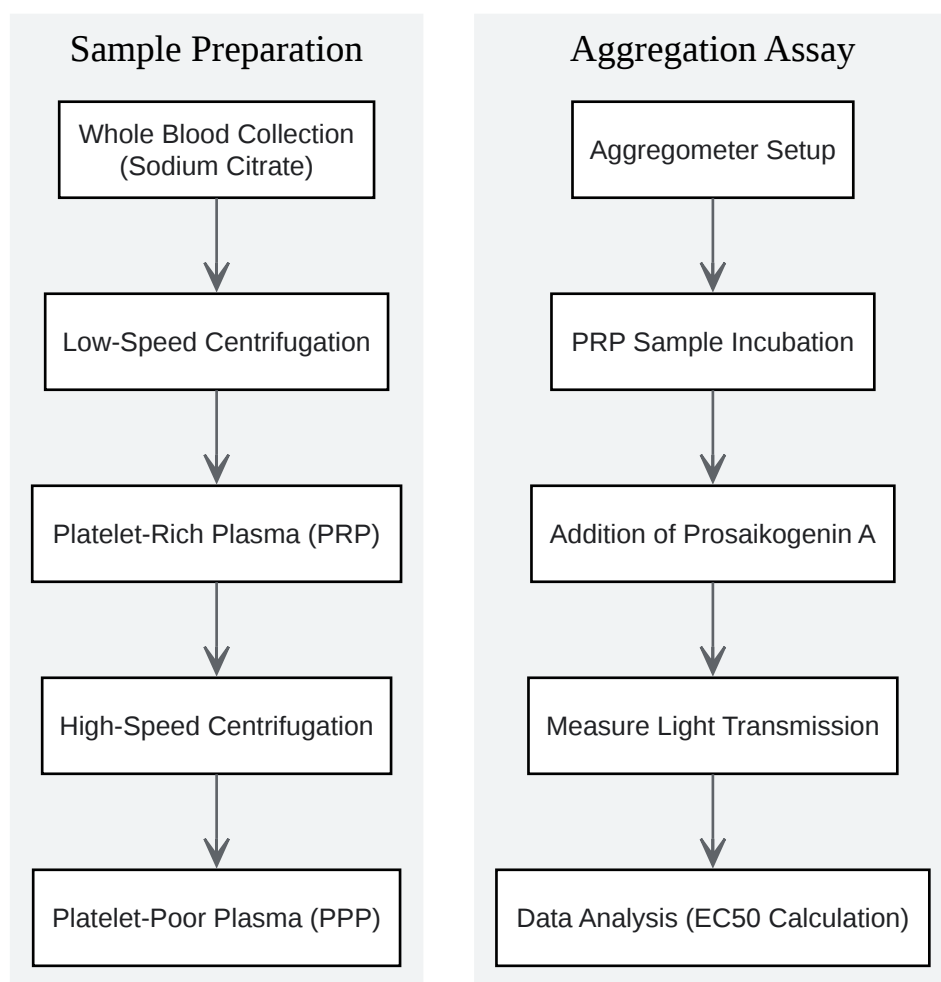 Sample Preparation
Whole Blood Collection
(Sodium Citrate)
Low-Speed Centrifugation
Platelet-Rich Plasma (PRP)
High-Speed Centrifugation
Platelet-Poor Plasma (PPP)
Aggregation Assay
Aggregometer Setup
PRP Sample Incubation
Addition of Prosaikogenin A
Measure Light Transmission
Data Analysis (EC50 Calculation)